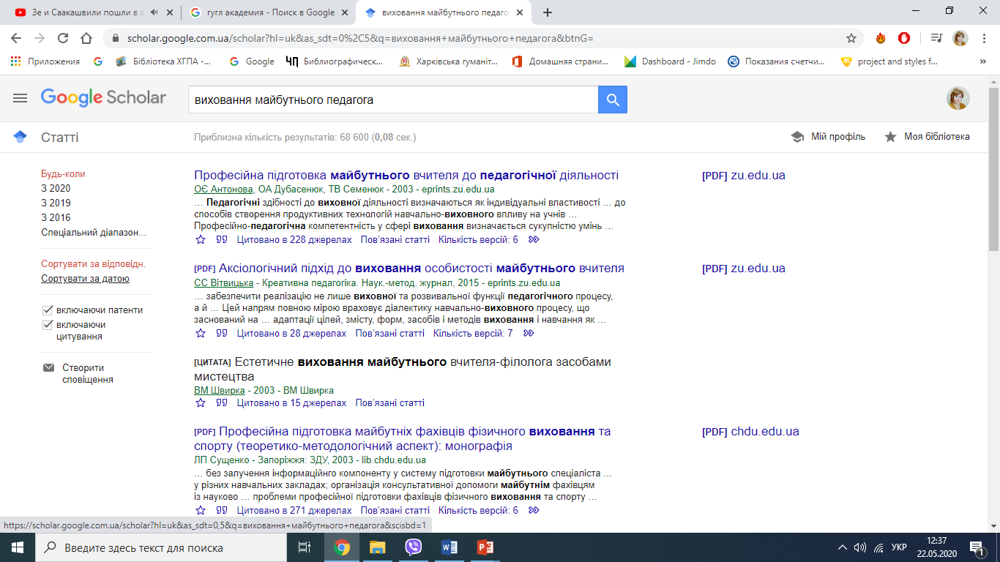 Зе и Саакашвили пошли в а
гугл академия - Поиск в Google
виховання майбутнього педагог
scholar.google.com.ua/scholar?hl=uk&as_sdt=0%2C5&q=виховання+майбутнього+педагога&btnG=
Приложения
Бібліотека ХГПА -...
Google
Библиографическ...
Харківська гуманіт...
Домашняя страни...
Dashboard - Jimdo
Показания счетчи...
project and styles f...
»
Google Scholar
виховання майбутнього педагога
Статті
Приблизна кількість результатів: 68 600 (0,08 сек.)
Мій профіль
Моя бібліотека
Будь-коли
З 2020
З 2019
З 2016
Спеціальний діапазон...
Сортувати за відповідн.
Сортувати за датою
включаючи патенти
включаючи
цитування
Створити
сповіщення
Професійна підготовка майбутнього вчителя до педагогічної діяльності
[PDF] zu.edu.ua
ОЄ Антонова, ОА Дубасенюк, ТВ Семенюк - 2003 - eprints.zu.edu.ua
… Педагогічні здібності до виховної діяльності визначаються як індивідуальні властивості … до
способів створення продуктивних технологій навчально-виховного впливу на учнів …
Професійно-педагогічна компетентність у сфері виховання визначається сукупністю умінь …
Цитовано в 228 джерелах Пов’язані статті Кількість версій: 6
[PDF] Аксіологічний підхід до виховання особистості майбутнього вчителя
[PDF] zu.edu.ua
СС Вітвицька - Креативна педагогіка. Наук.-метод. журнал, 2015 - eprints.zu.edu.ua
… забезпечити реалізацію не лише виховної та розвивальної функції педагогічного процесу,
а й … Цей напрям повною мірою враховує діалектику навчально-виховного процесу, що
заснований на … адаптації цілей, змісту, форм, засобів і методів виховання і навчання як …
Цитовано в 28 джерелах Пов’язані статті Кількість версій: 7
[ЦИТАТА] Естетичне виховання майбутнього вчителя-філолога засобами
мистецтва
ВМ Швирка - 2003 - ВМ Швирка
Цитовано в 15 джерелах Пов’язані статті
[PDF] Професійна підготовка майбутніх фахівців фізичного виховання та
спорту (теоретико-методологічний аспект): монографія
[PDF] chdu.edu.ua
ЛП Сущенко - Запоріжжя: ЗДУ, 2003 - lib.chdu.edu.ua
… без залучення інформаційнго компоненту у систему підготовки майбутнього спеціаліста …
у різних навчальних закладах; організація консультативної допомоги майбутнім фахівцям
із науково … проблеми професійної підготовки фахівців фізичного виховання та спорту …
Цитовано в 271 джерелах Пов’язані статті Кількість версій: 6
https://scholar.google.com.ua/scholar?hl=uk&as_sdt=0,5&q=виховання+майбутнього+педагога&scisbd=1
Введите здесь текст для поиска
УКР
12:37
22.05.2020
1